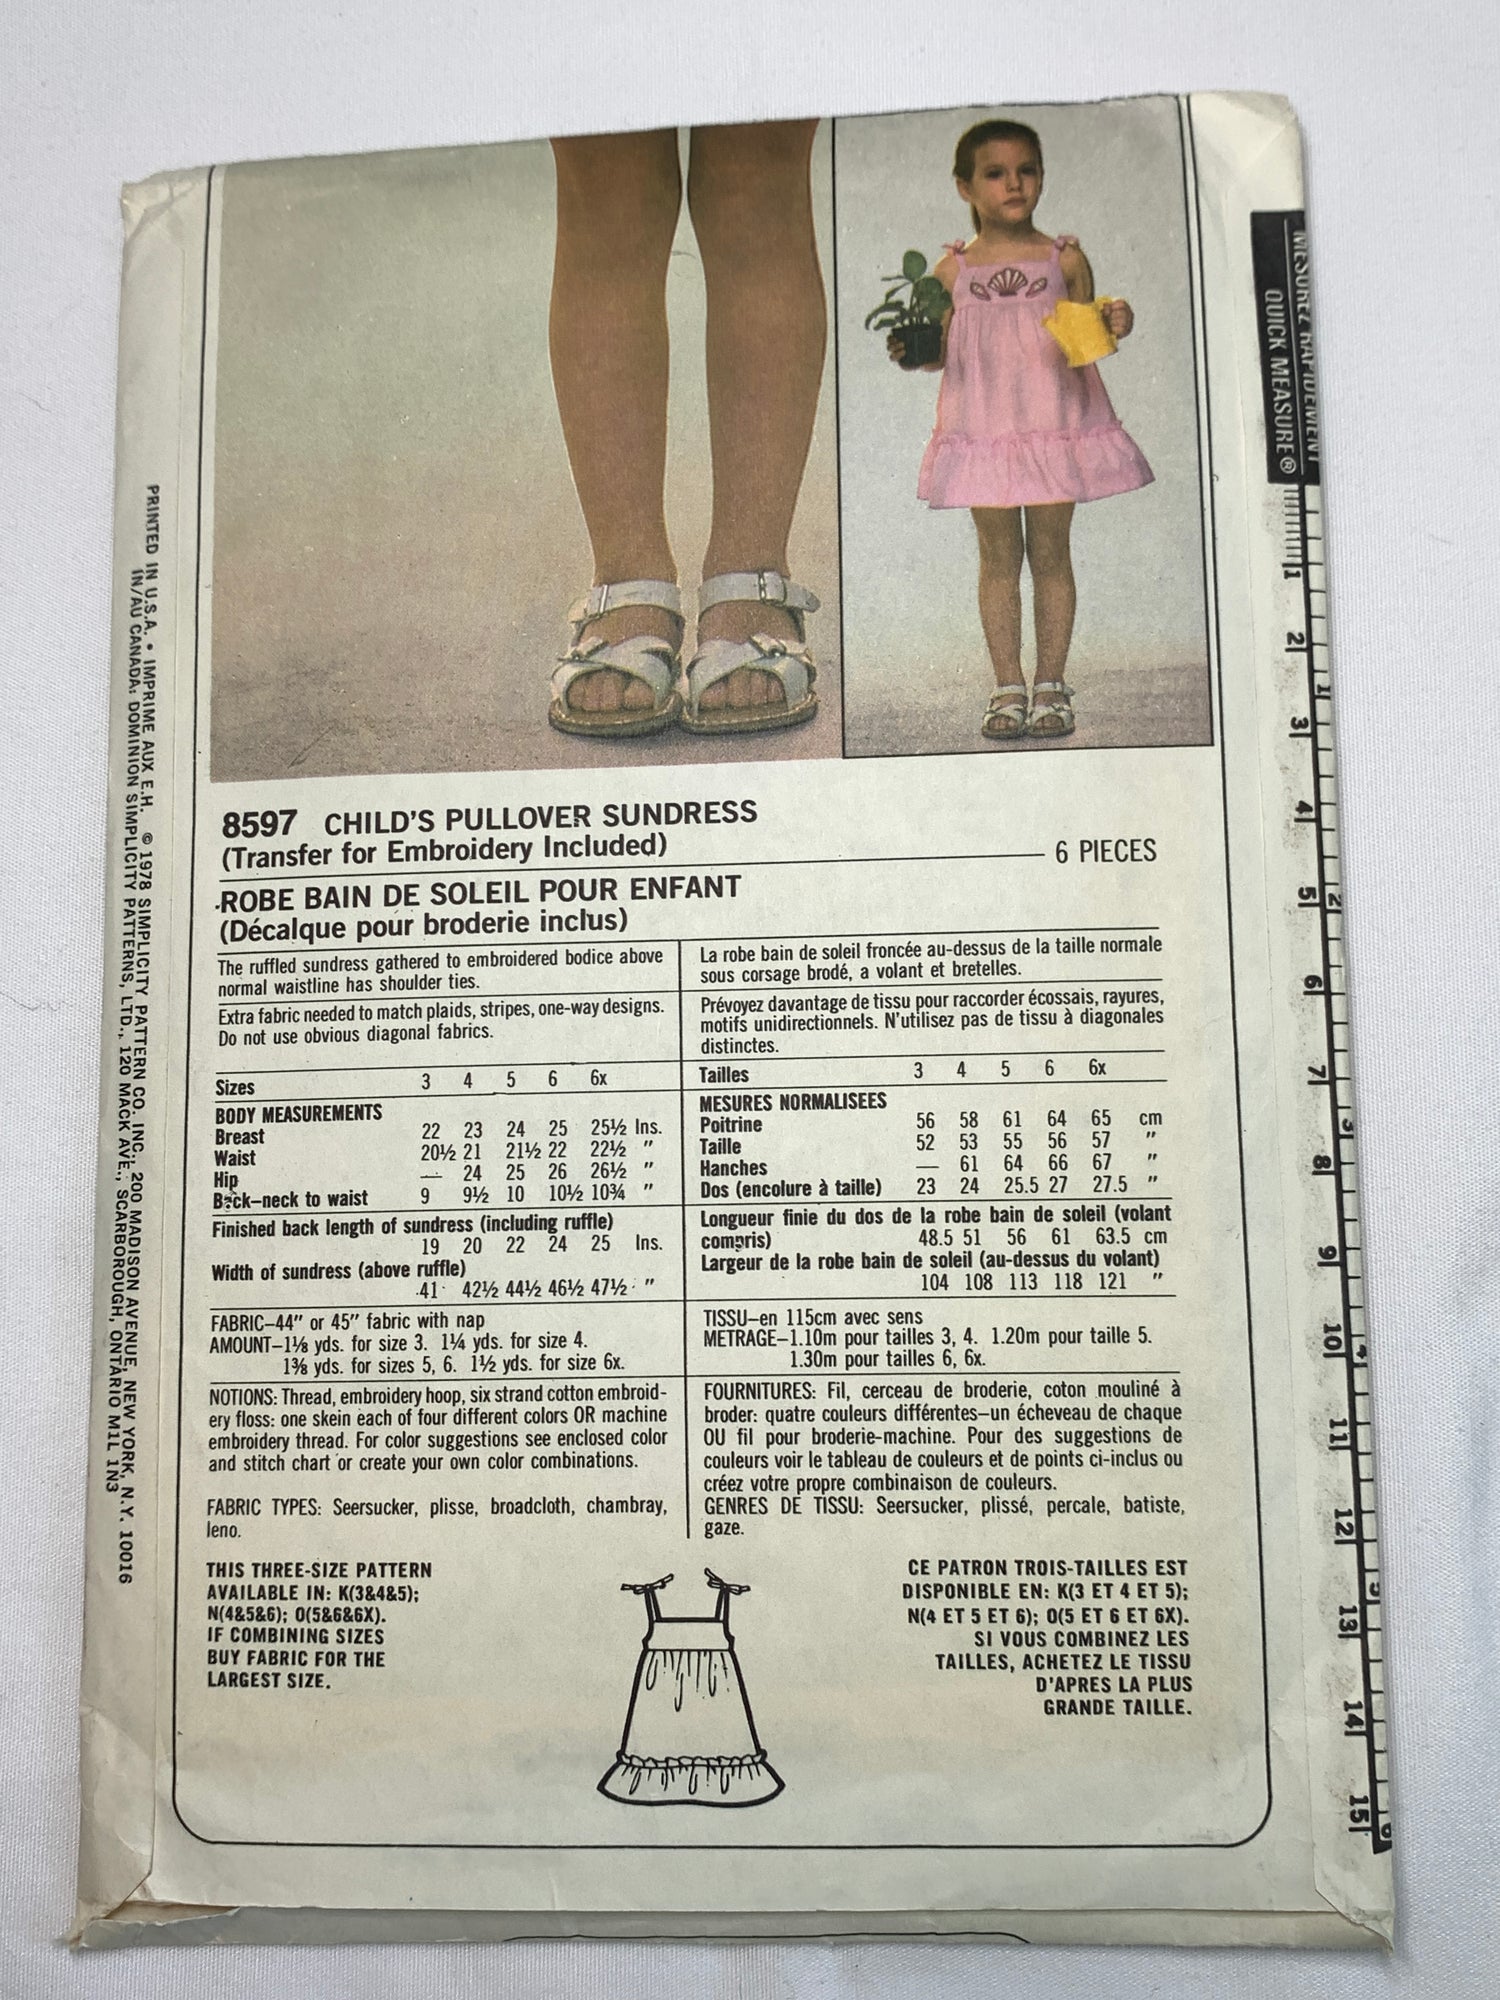 8597 CHILD'S PULLOVER SUNDRESS
(Transfer for Embroidery Included)
6 PIECES
ROBE BAIN DE SOLEIL POUR ENFANT
(Décalque pour broderie inclus)
The ruffled sundress gathered to embroidered bodice above
normal waistline has shoulder ties.
Extra fabric needed to match plaids, stripes, one-way designs.
Do not use obvious diagonal fabrics.
Sizes 3 4 5 6 6x
BODY MEASUREMENTS
Breast 22 23 24 25 25½ Ins.
Waist 20½ 21 21½ 22 22½ "
Hip — 24 25 26 26½ "
Back–neck to waist 9 9½ 10 10½ 10¾ "
Finished back length of sundress (including ruffle)
19 20 22 24 25 Ins.
Width of sundress (above ruffle)
41 42½ 44½ 46½ 47½ "
FABRIC–44" or 45" fabric with nap
AMOUNT–1⅛ yds. for size 3. 1¼ yds. for size 4.
1⅜ yds. for sizes 5, 6. 1½ yds. for size 6x.
NOTIONS: Thread, embroidery hoop, six strand cotton embroid-
ery floss: one skein each of four different colors OR machine
embroidery thread. For color suggestions see enclosed color
and stitch chart or create your own color combinations.
FABRIC TYPES: Seersucker, plisse, broadcloth, chambray,
leno.
La robe bain de soleil froncée au-dessus de la taille normale
sous corsage brodé, a volant et bretelles.
Prévoyez davantage de tissu pour raccorder écossais, rayures,
motifs unidirectionnels. N'utilisez pas de tissu à diagonales
distinctes.
Tailles 3 4 5 6 6x
MESURES NORMALISEES
Poitrine 56 58 61 64 65 cm
Taille 52 53 55 56 57 "
Hanches — 61 64 66 67 "
Dos (encolure à taille) 23 24 25.5 27 27.5 "
Longueur finie du dos de la robe bain de soleil (volant
compris) 48.5 51 56 61 63.5 cm
Largeur de la robe bain de soleil (au-dessus du volant)
104 108 113 118 121 "
TISSU–en 115cm avec sens
METRAGE–1.10m pour tailles 3, 4. 1.20m pour taille 5.
1.30m pour tailles 6, 6x.
FOURNITURES: Fil, cerceau de broderie, coton mouliné à
broder: quatre couleurs différentes–un écheveau de chaque
OU fil pour broderie-machine. Pour des suggestions de
couleurs voir le tableau de couleurs et de points ci-inclus ou
créez votre propre combinaison de couleurs.
GENRES DE TISSU: Seersucker, plissé, percale, batiste,
gaze.
THIS THREE-SIZE PATTERN
AVAILABLE IN: K(3&4&5);
N(4&5&6); O(5&6&6X).
IF COMBINING SIZES
BUY FABRIC FOR THE
LARGEST SIZE.
CE PATRON TROIS-TAILLES EST
DISPONIBLE EN: K(3 ET 4 ET 5);
N(4 ET 5 ET 6); O(5 ET 6 ET 6X).
SI VOUS COMBINEZ LES
TAILLES, ACHETEZ LE TISSU
D'APRES LA PLUS
GRANDE TAILLE.
PRINTED IN U.S.A. • IMPRIME AUX E.H. © 1978 SIMPLICITY PATTERN CO. INC., 200 MADISON AVENUE, NEW YORK, N.Y. 10016
IN/AU CANADA: DOMINION SIMPLICITY PATTERNS, LTD., 120 MACK AVE., SCARBOROUGH, ONTARIO M1L 1N3
MESUREZ RAPIDEMENT
QUICK MEASURE®
1 2 3 4 5 6 7 8 9 10 11 12 13 14 15
1 2 3 4 5 6